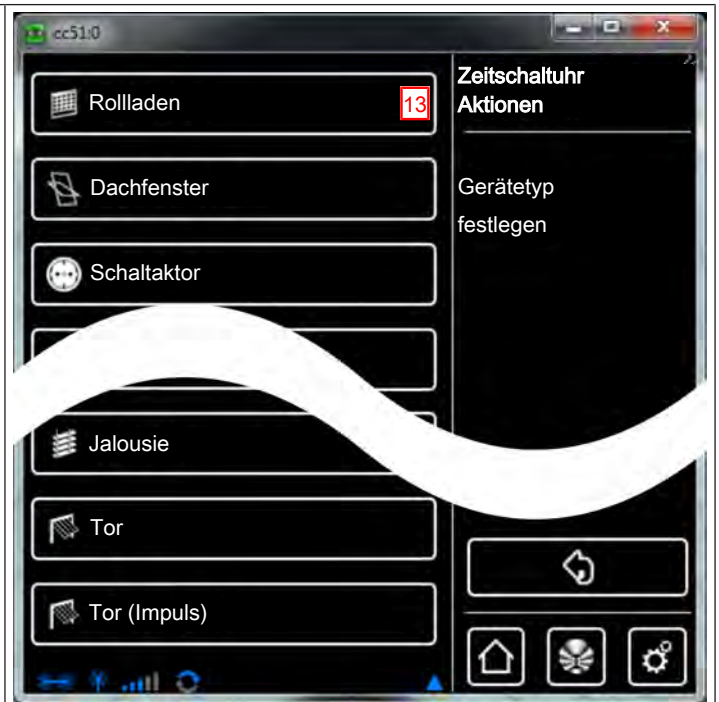 cc51:0
Rollladen 13
Dachfenster
Schaltaktor
Jalousie
Tor
Tor (Impuls)
Zeitschaltuhr
Aktionen
Gerätetyp
festlegen